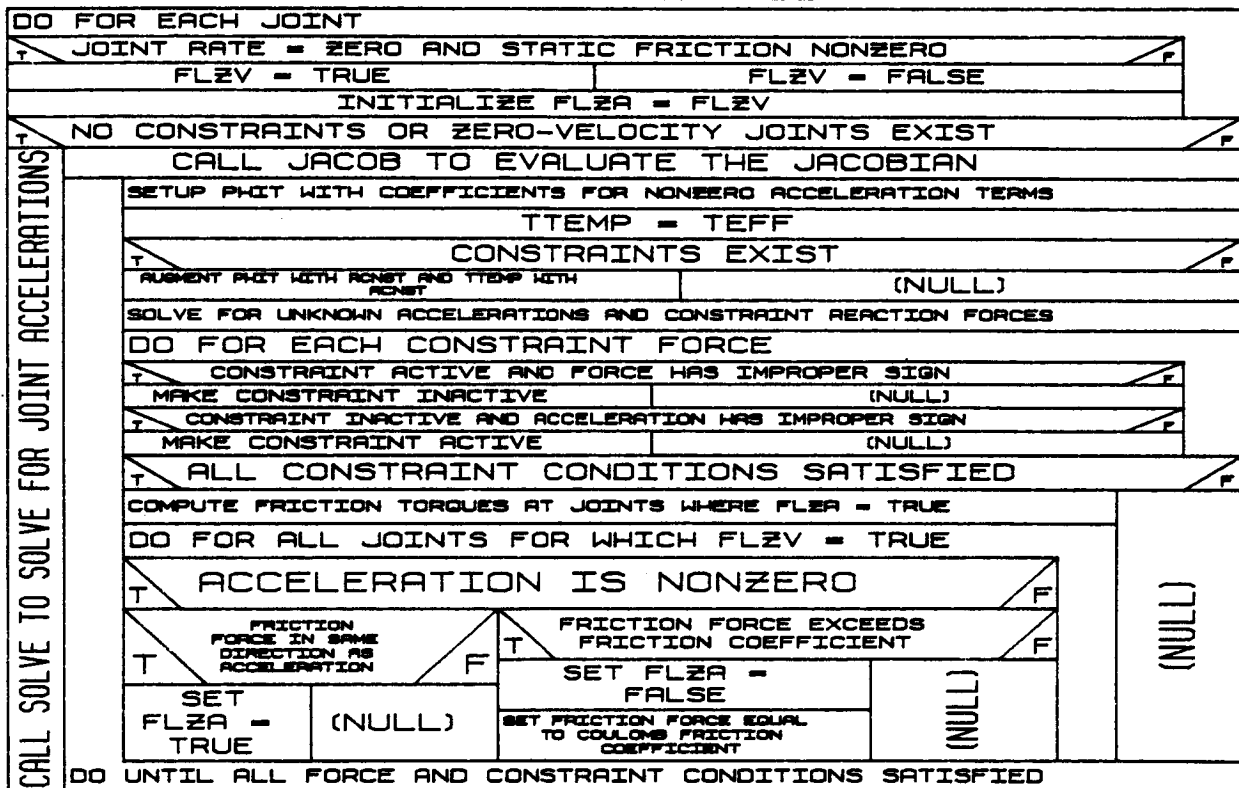 DO FOR EACH JOINT
T JOINT RATE = ZERO AND STATIC FRICTION NONZERO F
FLZV = TRUE FLZV = FALSE
INITIALIZE FLZA = FLZV
T NO CONSTRAINTS OR ZERO-VELOCITY JOINTS EXIST F
CALL SOLVE TO SOLVE FOR JOINT ACCELERATIONS
CALL JACOB TO EVALUATE THE JACOBIAN
SETUP PHIT WITH COEFFICIENTS FOR NONZERO ACCELERATION TERMS
TTEMP = TEFF
T CONSTRAINTS EXIST F
AUGMENT PHIT WITH RCNST AND TTEMP WITH
RCNST
(NULL)
SOLVE FOR UNKNOWN ACCELERATIONS AND CONSTRAINT REACTION FORCES
DO FOR EACH CONSTRAINT FORCE
T CONSTRAINT ACTIVE AND FORCE HAS IMPROPER SIGN F
MAKE CONSTRAINT INACTIVE (NULL)
T CONSTRAINT INACTIVE AND ACCELERATION HAS IMPROPER SIGN F
MAKE CONSTRAINT ACTIVE (NULL)
T ALL CONSTRAINT CONDITIONS SATISFIED F
COMPUTE FRICTION TORQUES AT JOINTS WHERE FLZA = TRUE
DO FOR ALL JOINTS FOR WHICH FLZV = TRUE
T ACCELERATION IS NONZERO F
FRICTION
FORCE IN SAME
DIRECTION AS
ACCELERATION
T F
SET
FLZA =
TRUE
(NULL)
FRICTION FORCE EXCEEDS
T FRICTION COEFFICIENT F
SET FLZA =
FALSE
SET FRICTION FORCE EQUAL
TO COULOMB FRICTION
COEFFICIENT
(NULL)
(NULL)
DO UNTIL ALL FORCE AND CONSTRAINT CONDITIONS SATISFIED